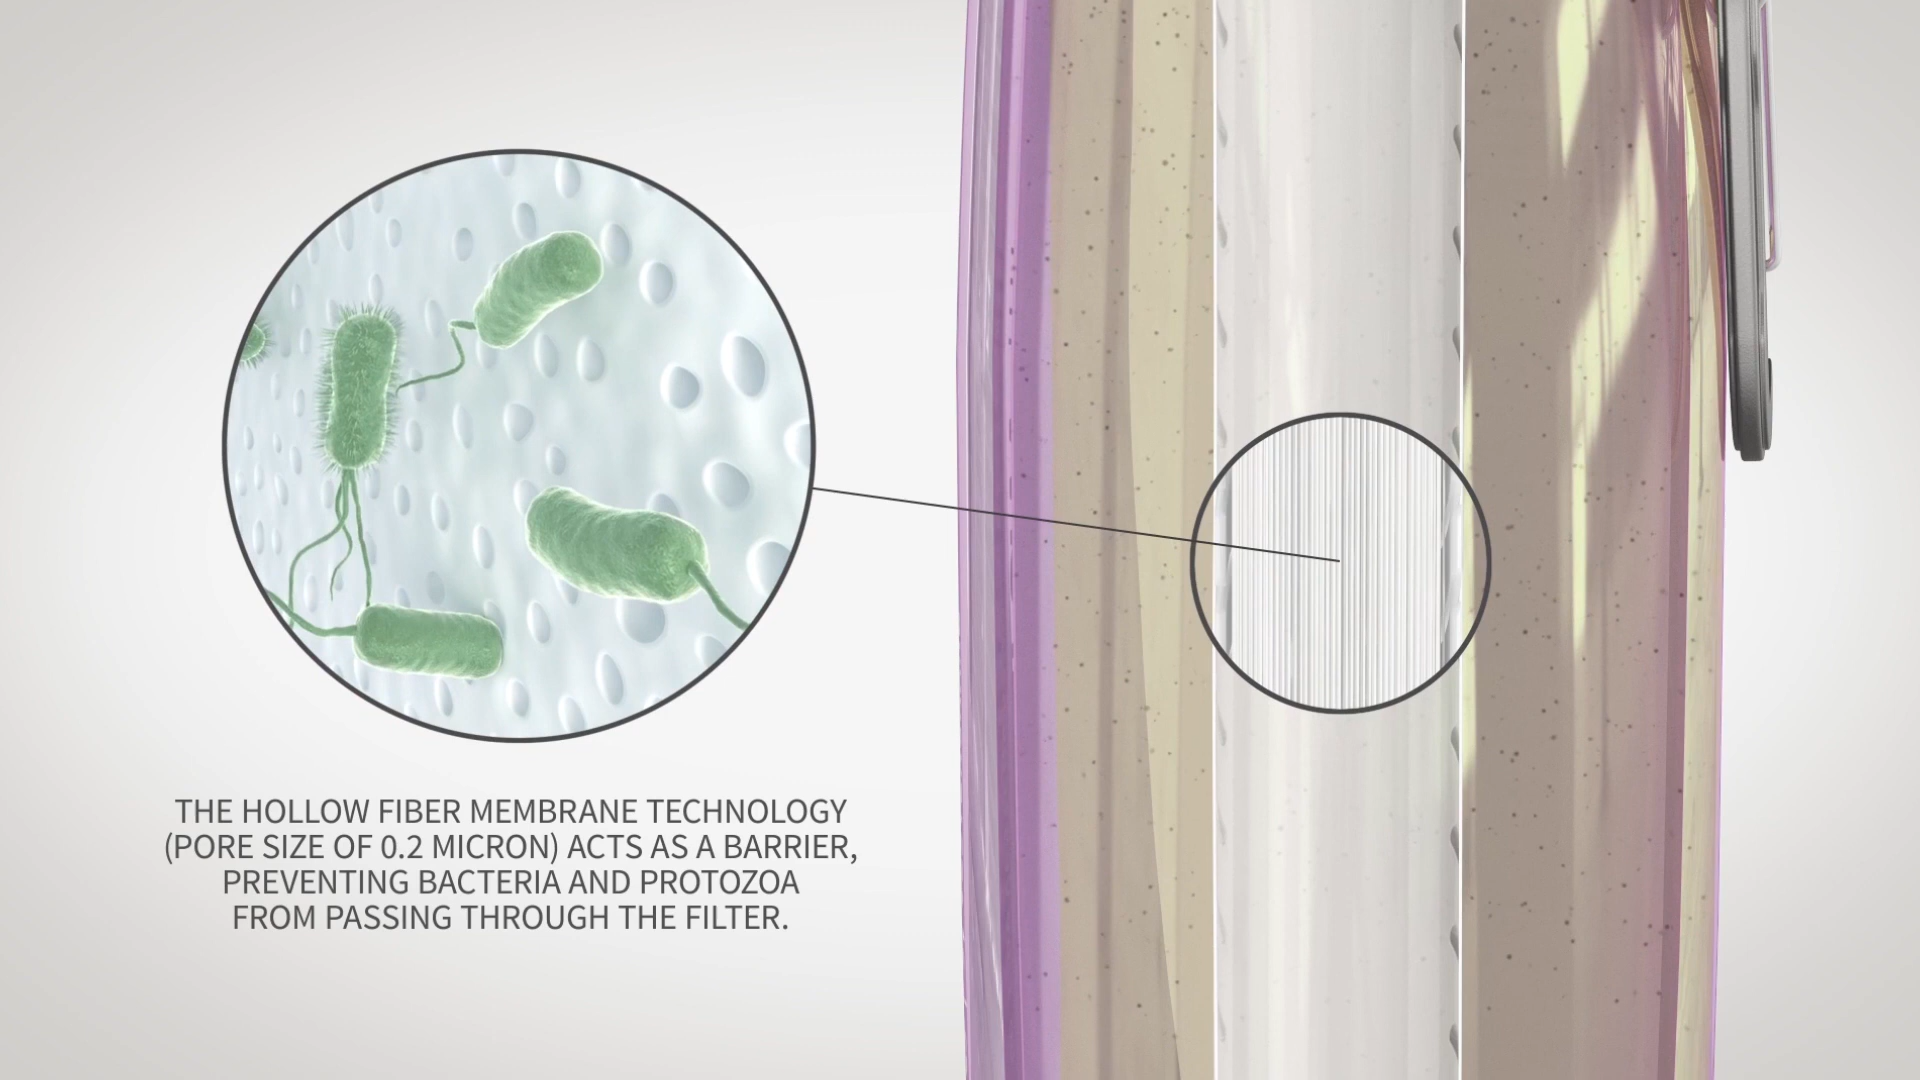 THE HOLLOW FIBER MEMBRANE TECHNOLOGY
(PORE SIZE OF 0.2 MICRON) ACTS AS A BARRIER,
PREVENTING BACTERIA AND PROTOZOA
FROM PASSING THROUGH THE FILTER.